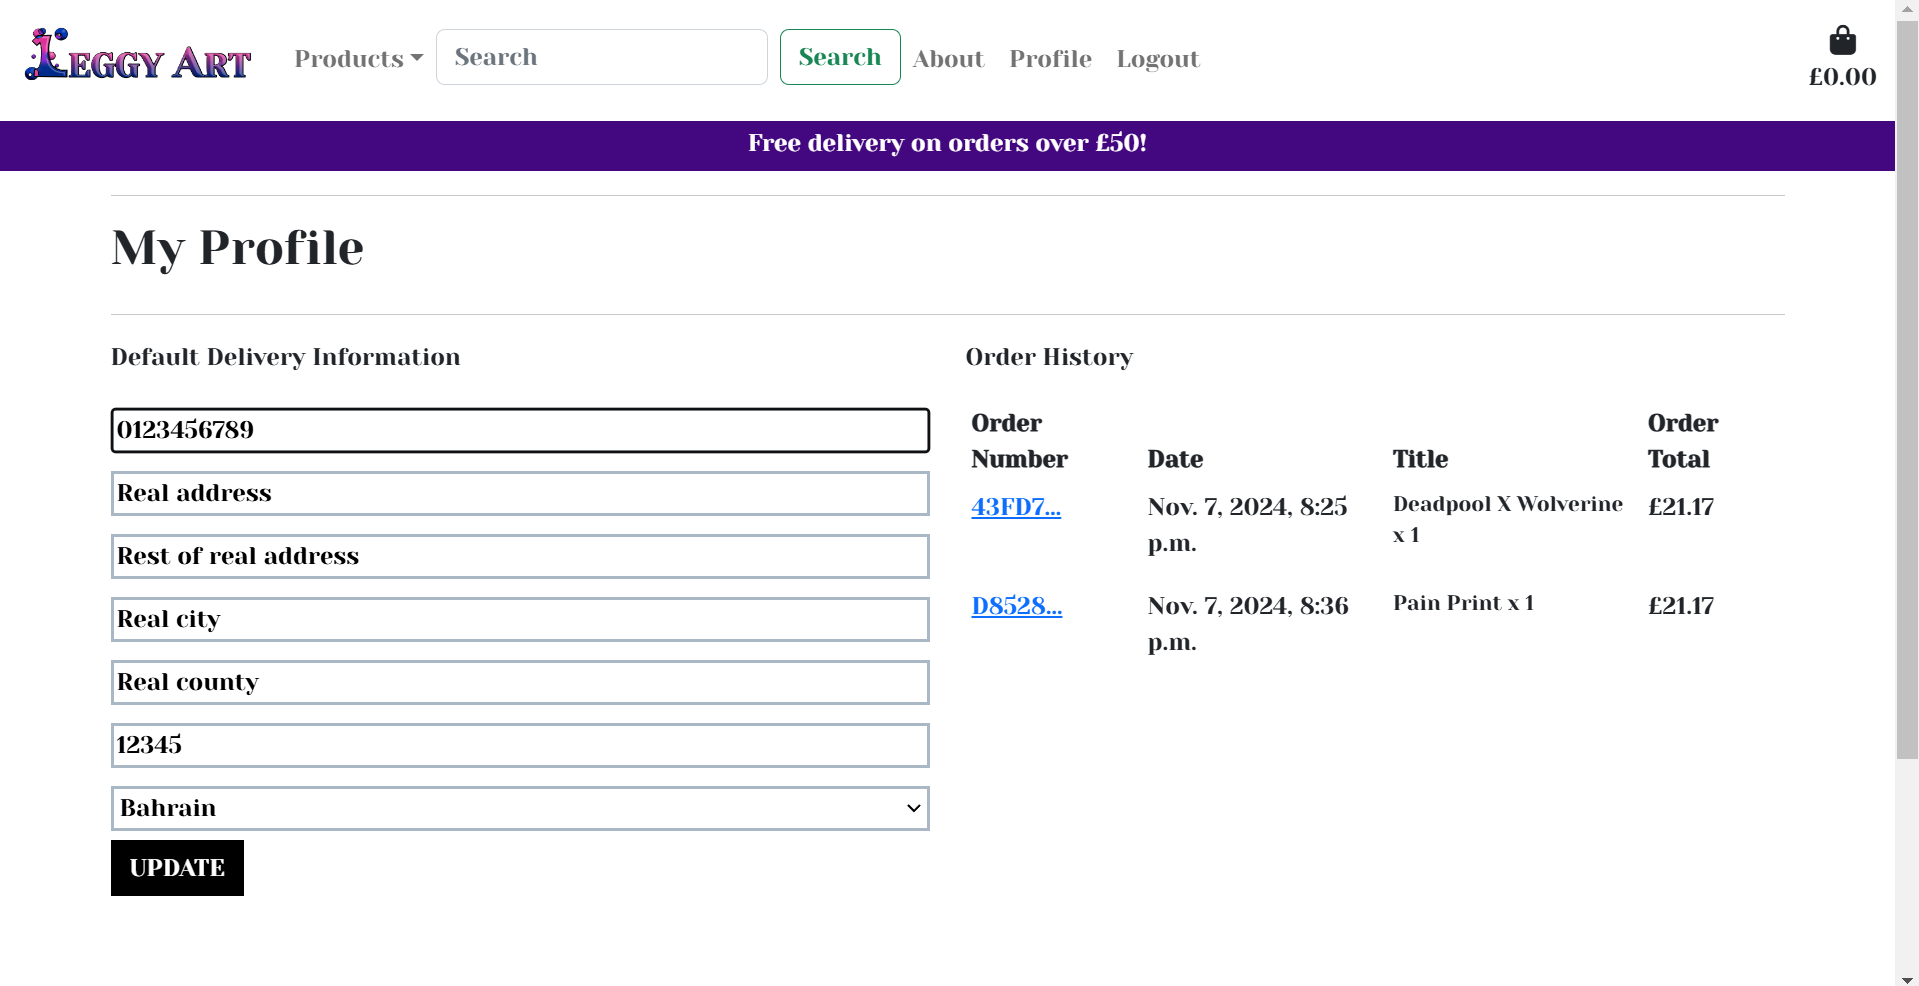 Leggy Art
Products
Search
Search
About
Profile
Logout
£0.00
Free delivery on orders over £50!
My Profile
Default Delivery Information
0123456789
Real address
Rest of real address
Real city
Real county
12345
Bahrain
UPDATE
Order History
Order Number Date Title Order Total
43FD7... Nov. 7, 2024, 8:25 p.m. Deadpool X Wolverine x 1 £21.17
D8528... Nov. 7, 2024, 8:36 p.m. Pain Print x 1 £21.17